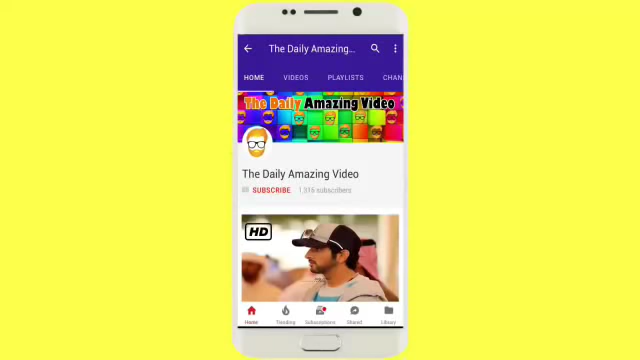 The Daily Amazing...
HOME VIDEOS PLAYLISTS CHAN
The Daily Amazing Video
The Daily Amazing Video
SUBSCRIBE 1,316 subscribers
HD
Home Trending Subscriptions Shared Library